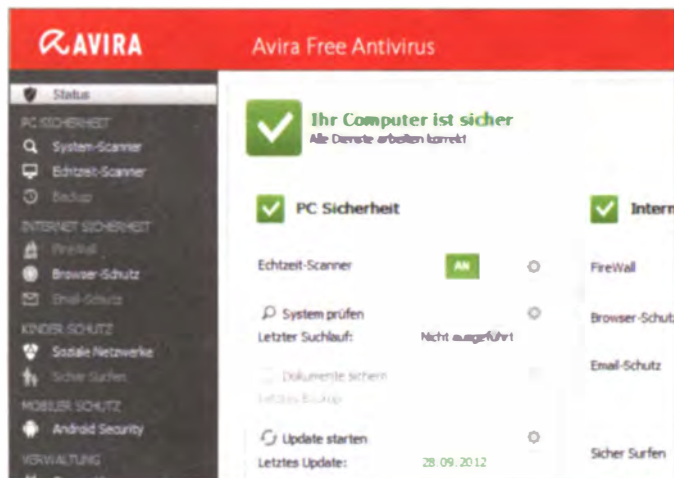 AVIRA
Avira Free Antivirus
Status
PC SICHERHEIT
System-Scanner
Echtzeit-Scanner
Backup
INTERNET SICHERHEIT
FireWall
Browser-Schutz
Email-Schutz
KINDER SCHUTZ
Soziale Netzwerke
Sicher Surfen
MOBILER SCHUTZ
Android Security
VERWALTUNG
Ihr Computer ist sicher
Alle Dienste arbeiten korrekt
PC Sicherheit
Echtzeit-Scanner AN
System prüfen
Letzter Suchlauf: Nicht ausgeführt
Dokumente sichern
Letztes Backup
Update starten
Letztes Update: 28.09.2012
Intern
FireWall
Browser-Schutz
Email-Schutz
Sicher Surfen